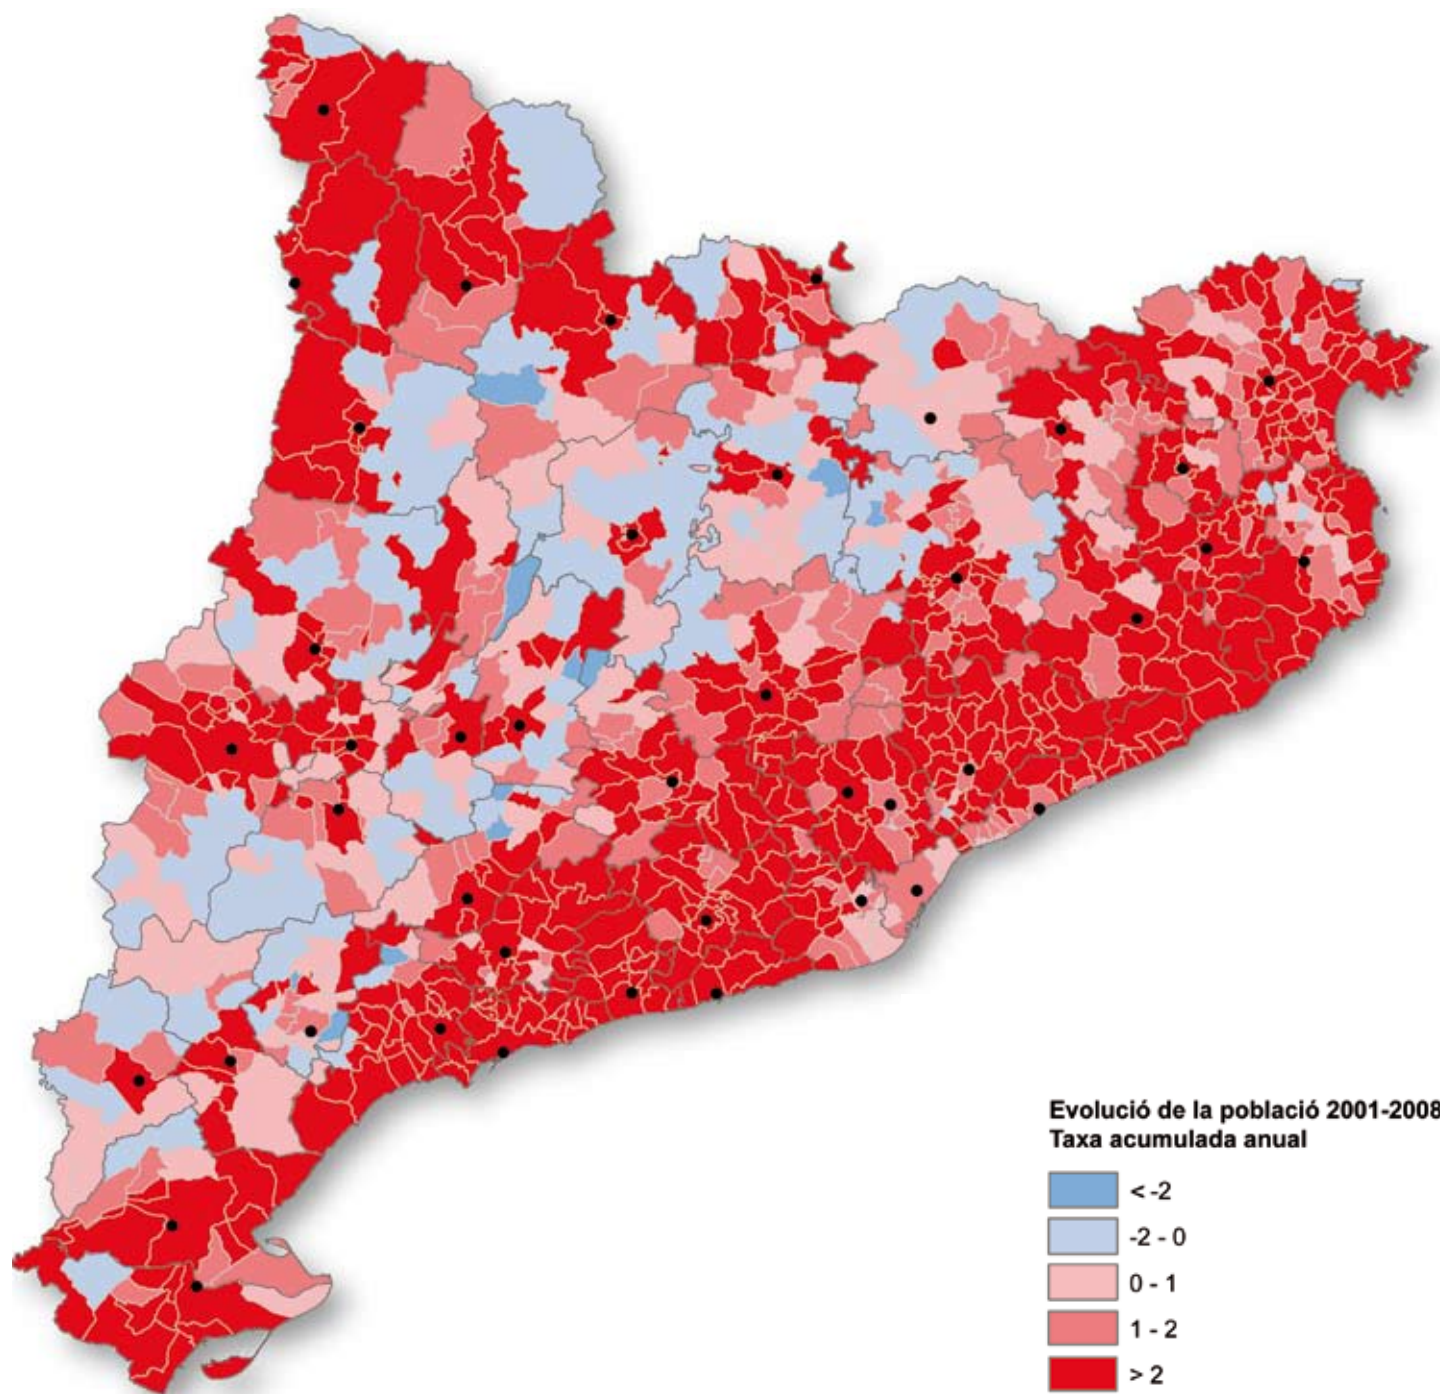 Evolució de la població 2001-2008
Taxa acumulada anual
< -2
-2 - 0
0 - 1
1 - 2
> 2